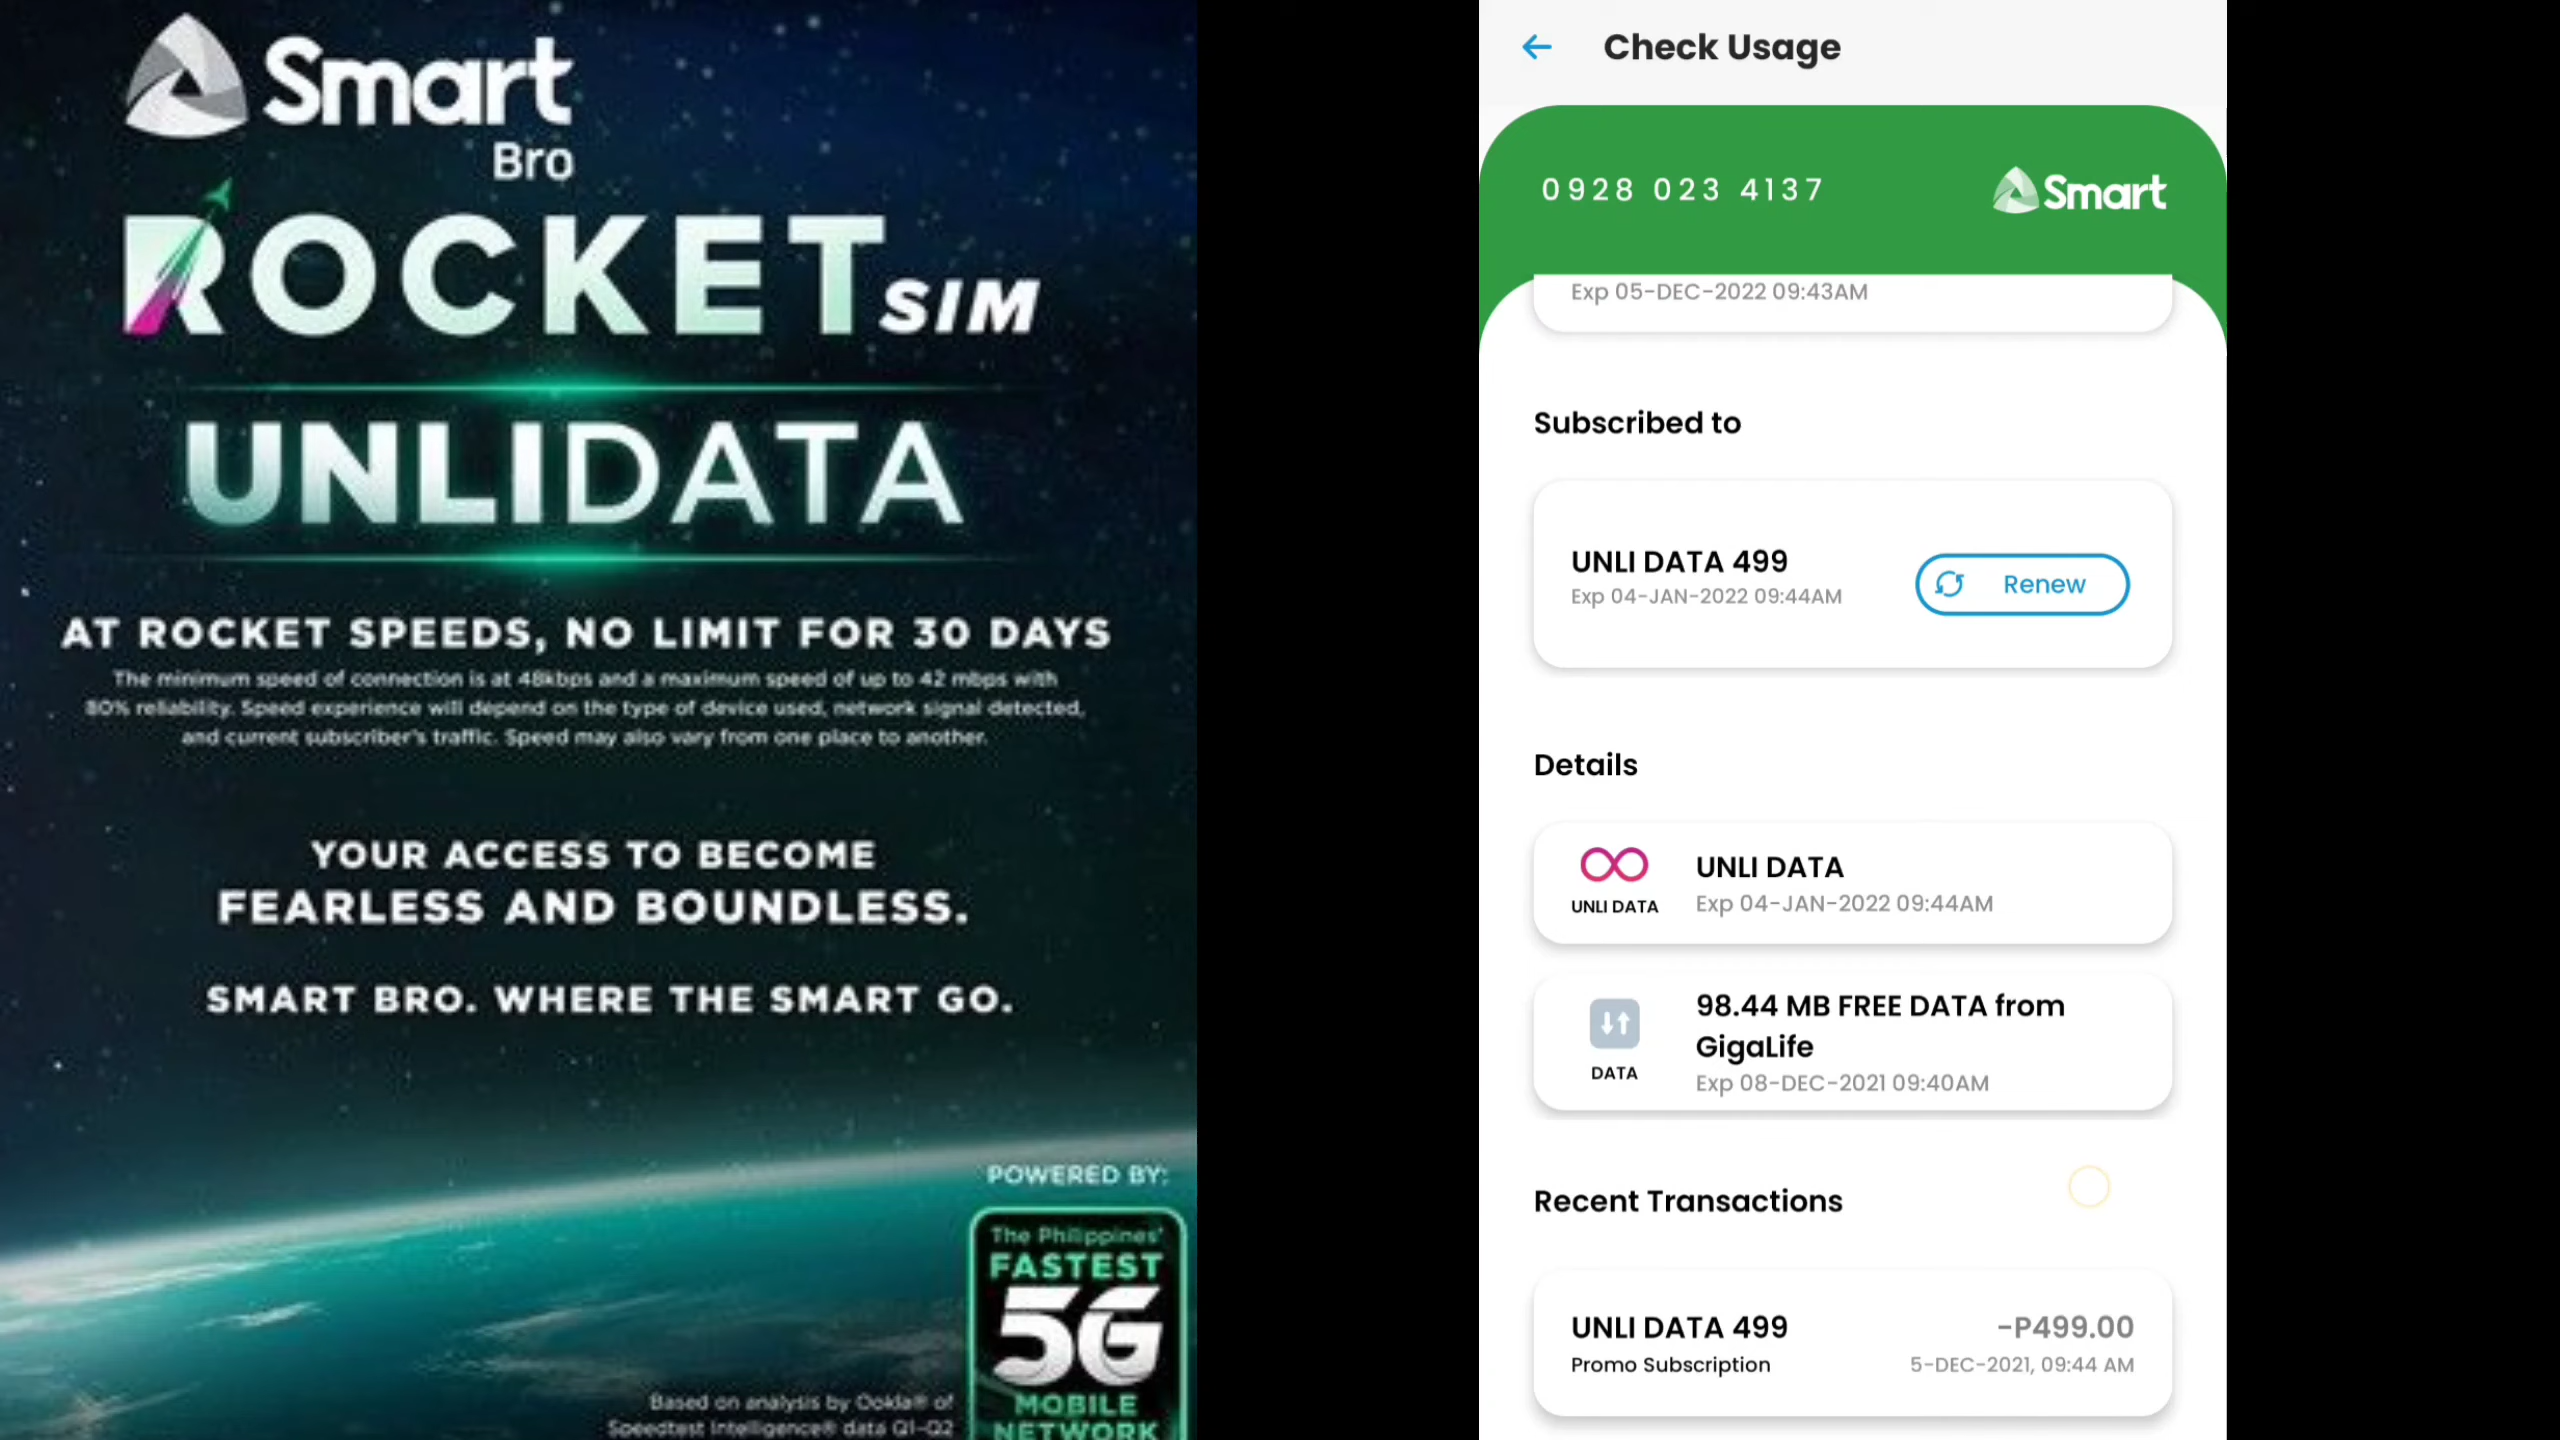 Smart
Bro
ROCKET SIM
UNLIDATA
AT ROCKET SPEEDS, NO LIMIT FOR 30 DAYS
The minimum speed of connection is at 48kbps and a maximum speed of up to 42 mbps with
80% reliability. Speed experience will depend on the type of device used, network signal detected,
and current subscriber's traffic. Speed may also vary from one place to another.
YOUR ACCESS TO BECOME
FEARLESS AND BOUNDLESS.
SMART BRO. WHERE THE SMART GO.
POWERED BY:
The Philippines'
FASTEST
5G
MOBILE
NETWORK
Based on analysis by Ookla® of
Speedtest Intelligence® data Q1-Q2
Check Usage
0928 023 4137
Smart
Exp 05-DEC-2022 09:43AM
Subscribed to
UNLI DATA 499
Exp 04-JAN-2022 09:44AM
Renew
Details
UNLI DATA
UNLI DATA
Exp 04-JAN-2022 09:44AM
DATA
98.44 MB FREE DATA from
GigaLife
Exp 08-DEC-2021 09:40AM
Recent Transactions
UNLI DATA 499
-P499.00
Promo Subscription
5-DEC-2021, 09:44 AM